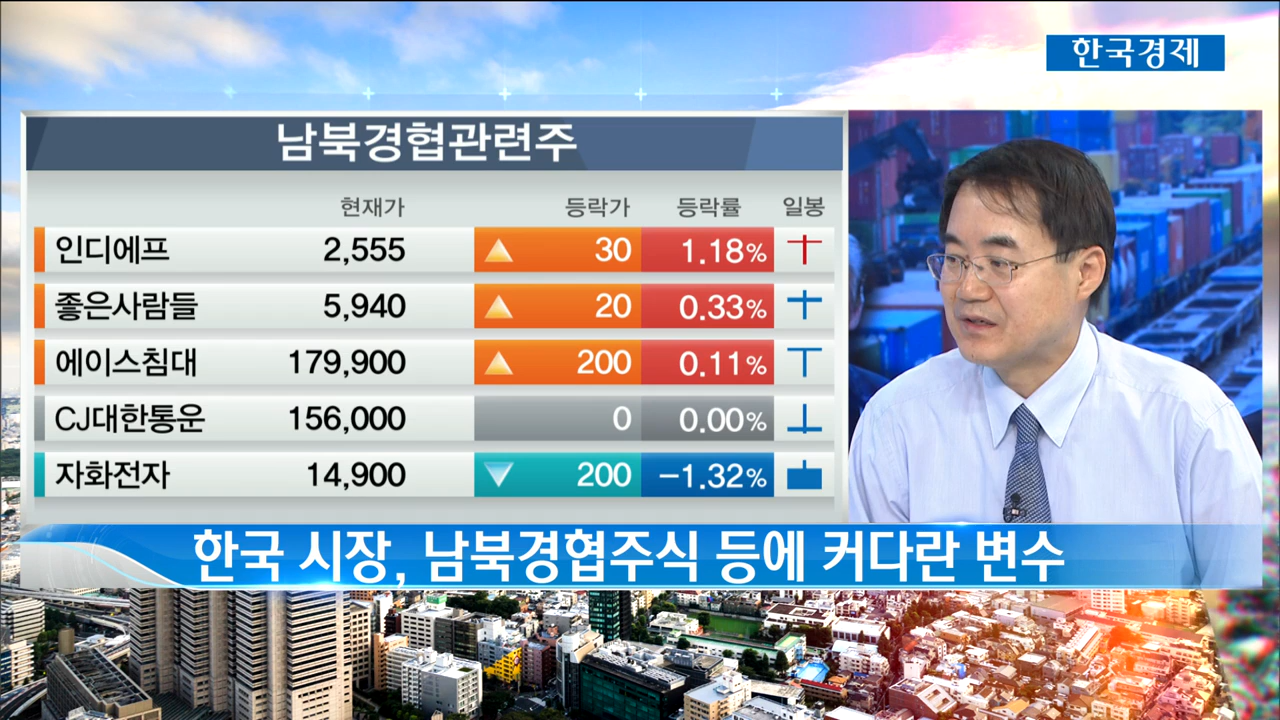 한국경제
남북경협관련주
현재가 등락가 등락률 일봉
인디에프 2,555 ▲ 30 1.18%
좋은사람들 5,940 ▲ 20 0.33%
에이스침대 179,900 ▲ 200 0.11%
CJ대한통운 156,000 0 0.00%
자화전자 14,900 ▼ 200 -1.32%
한국 시장, 남북경협주식 등에 커다란 변수